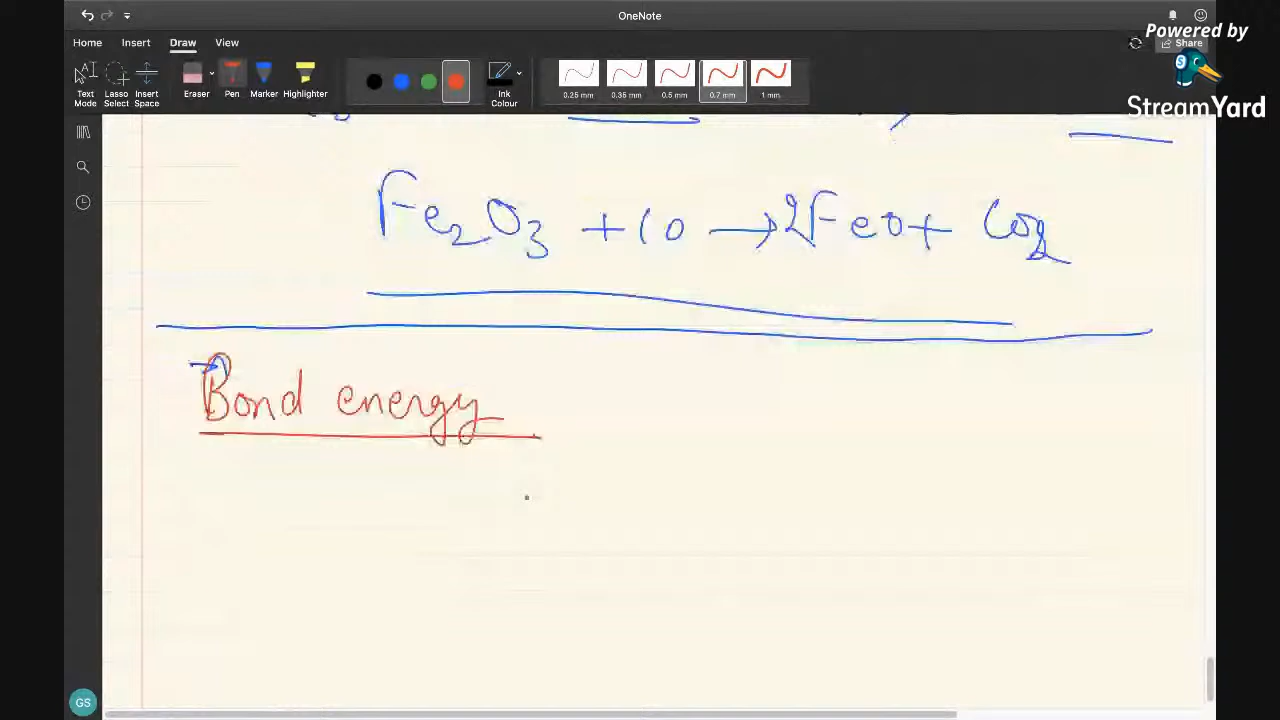 OneNote
Powered by
Home Insert Draw View
Share
Text Mode
Lasso Select
Insert Space
Eraser
Pen
Marker
Highlighter
Ink Colour
0.25 mm
0.35 mm
0.5 mm
0.7 mm
1 mm
StreamYard
Fe₂O₃ + CO → 2FeO + CO₂
Bond energy
GS